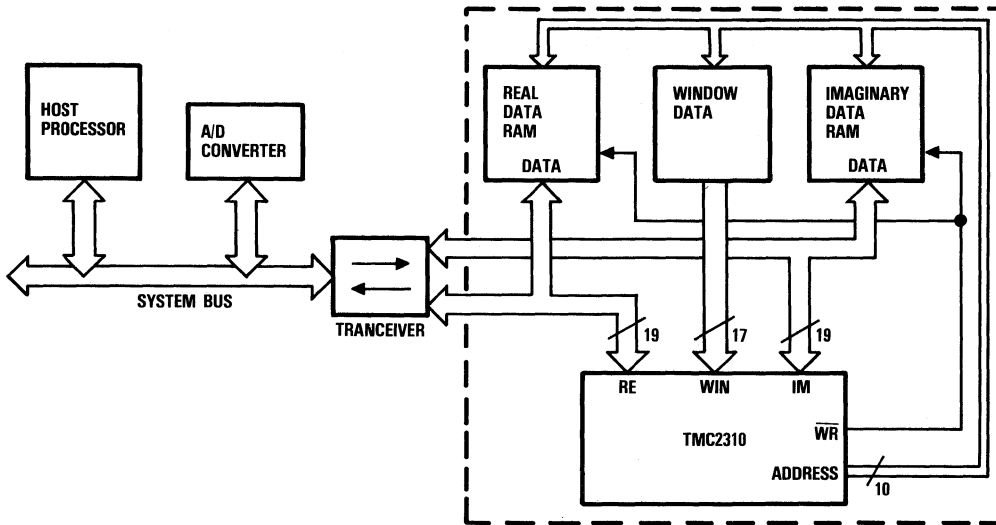 HOST
PROCESSOR
A/D
CONVERTER
REAL
DATA
RAM
DATA
WINDOW
DATA
IMAGINARY
DATA
RAM
DATA
SYSTEM BUS
TRANCEIVER
19
17
19
RE
WIN
IM
TMC2310
WR
ADDRESS
10